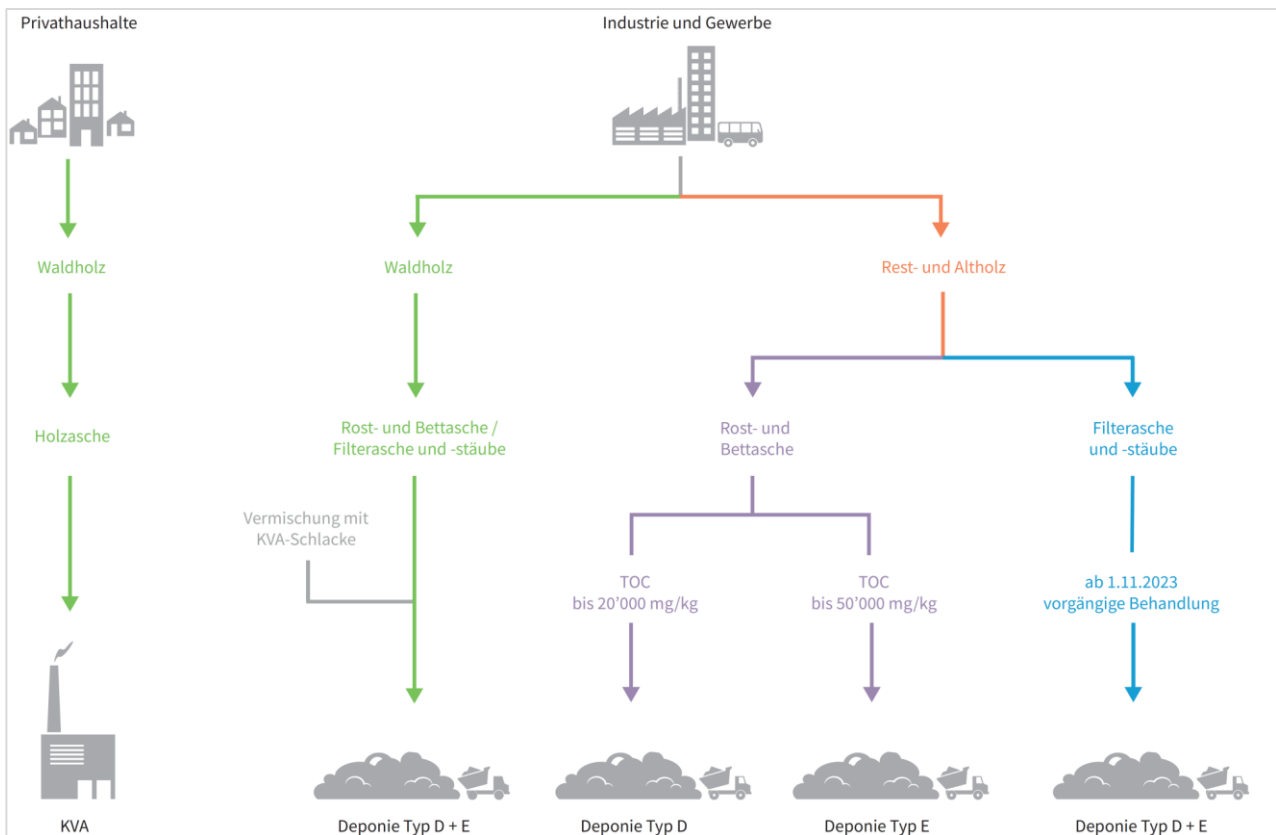 Privathaushalte
Industrie und Gewerbe
Waldholz
Waldholz
Rest- und Altholz
Holzasche
Rost- und Bettasche /
Filterasche und -stäube
Rost- und
Bettasche
Filterasche
und -stäube
Vermischung mit
KVA-Schlacke
TOC
bis 20’000 mg/kg
TOC
bis 50’000 mg/kg
ab 1.11.2023
vorgängige Behandlung
KVA
Deponie Typ D + E
Deponie Typ D
Deponie Typ E
Deponie Typ D + E